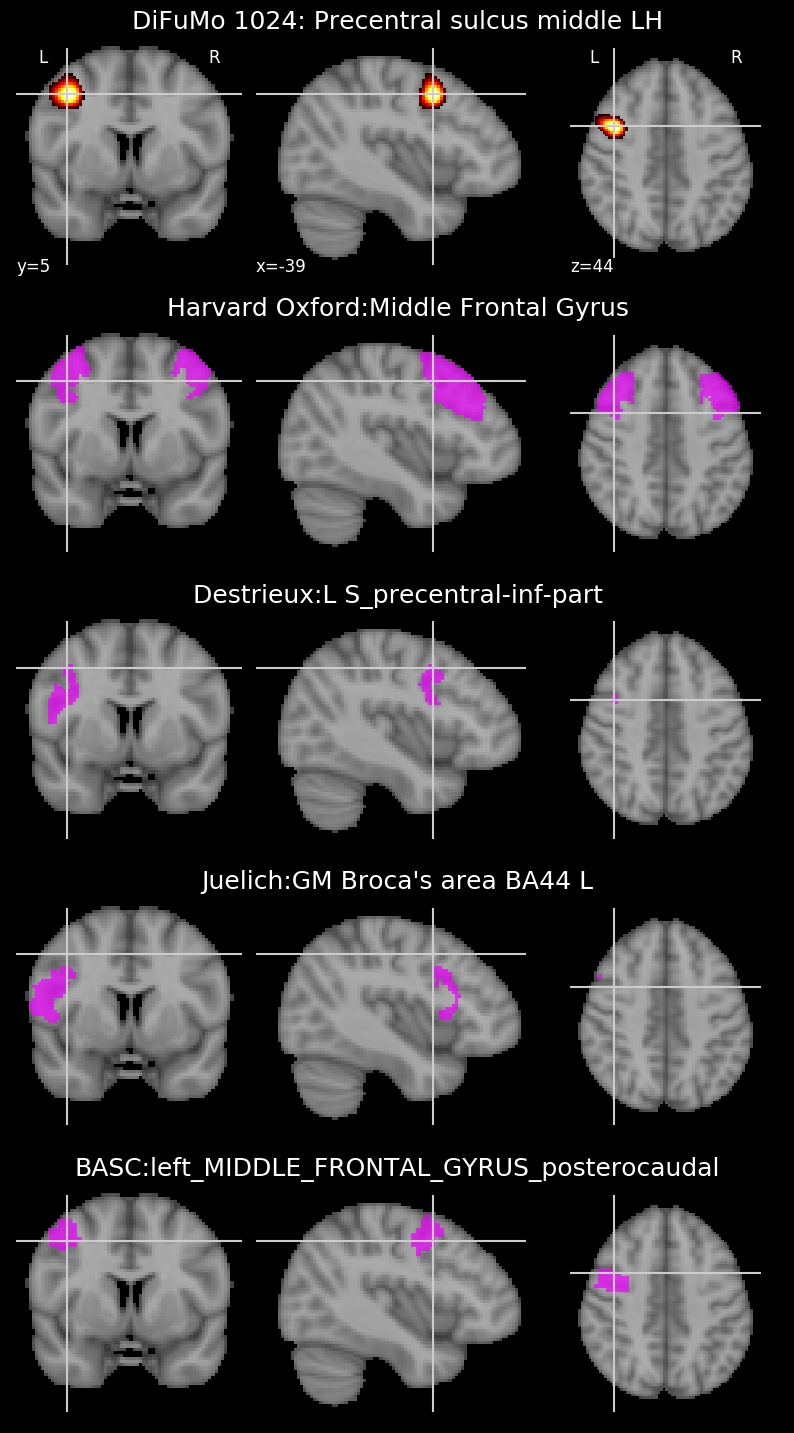 DiFuMo 1024: Precentral sulcus middle LH
L R L R
y=5 x=-39 z=44
Harvard Oxford:Middle Frontal Gyrus
Destrieux:L S_precentral-inf-part
Juelich:GM Broca's area BA44 L
BASC:left_MIDDLE_FRONTAL_GYRUS_posterocaudal